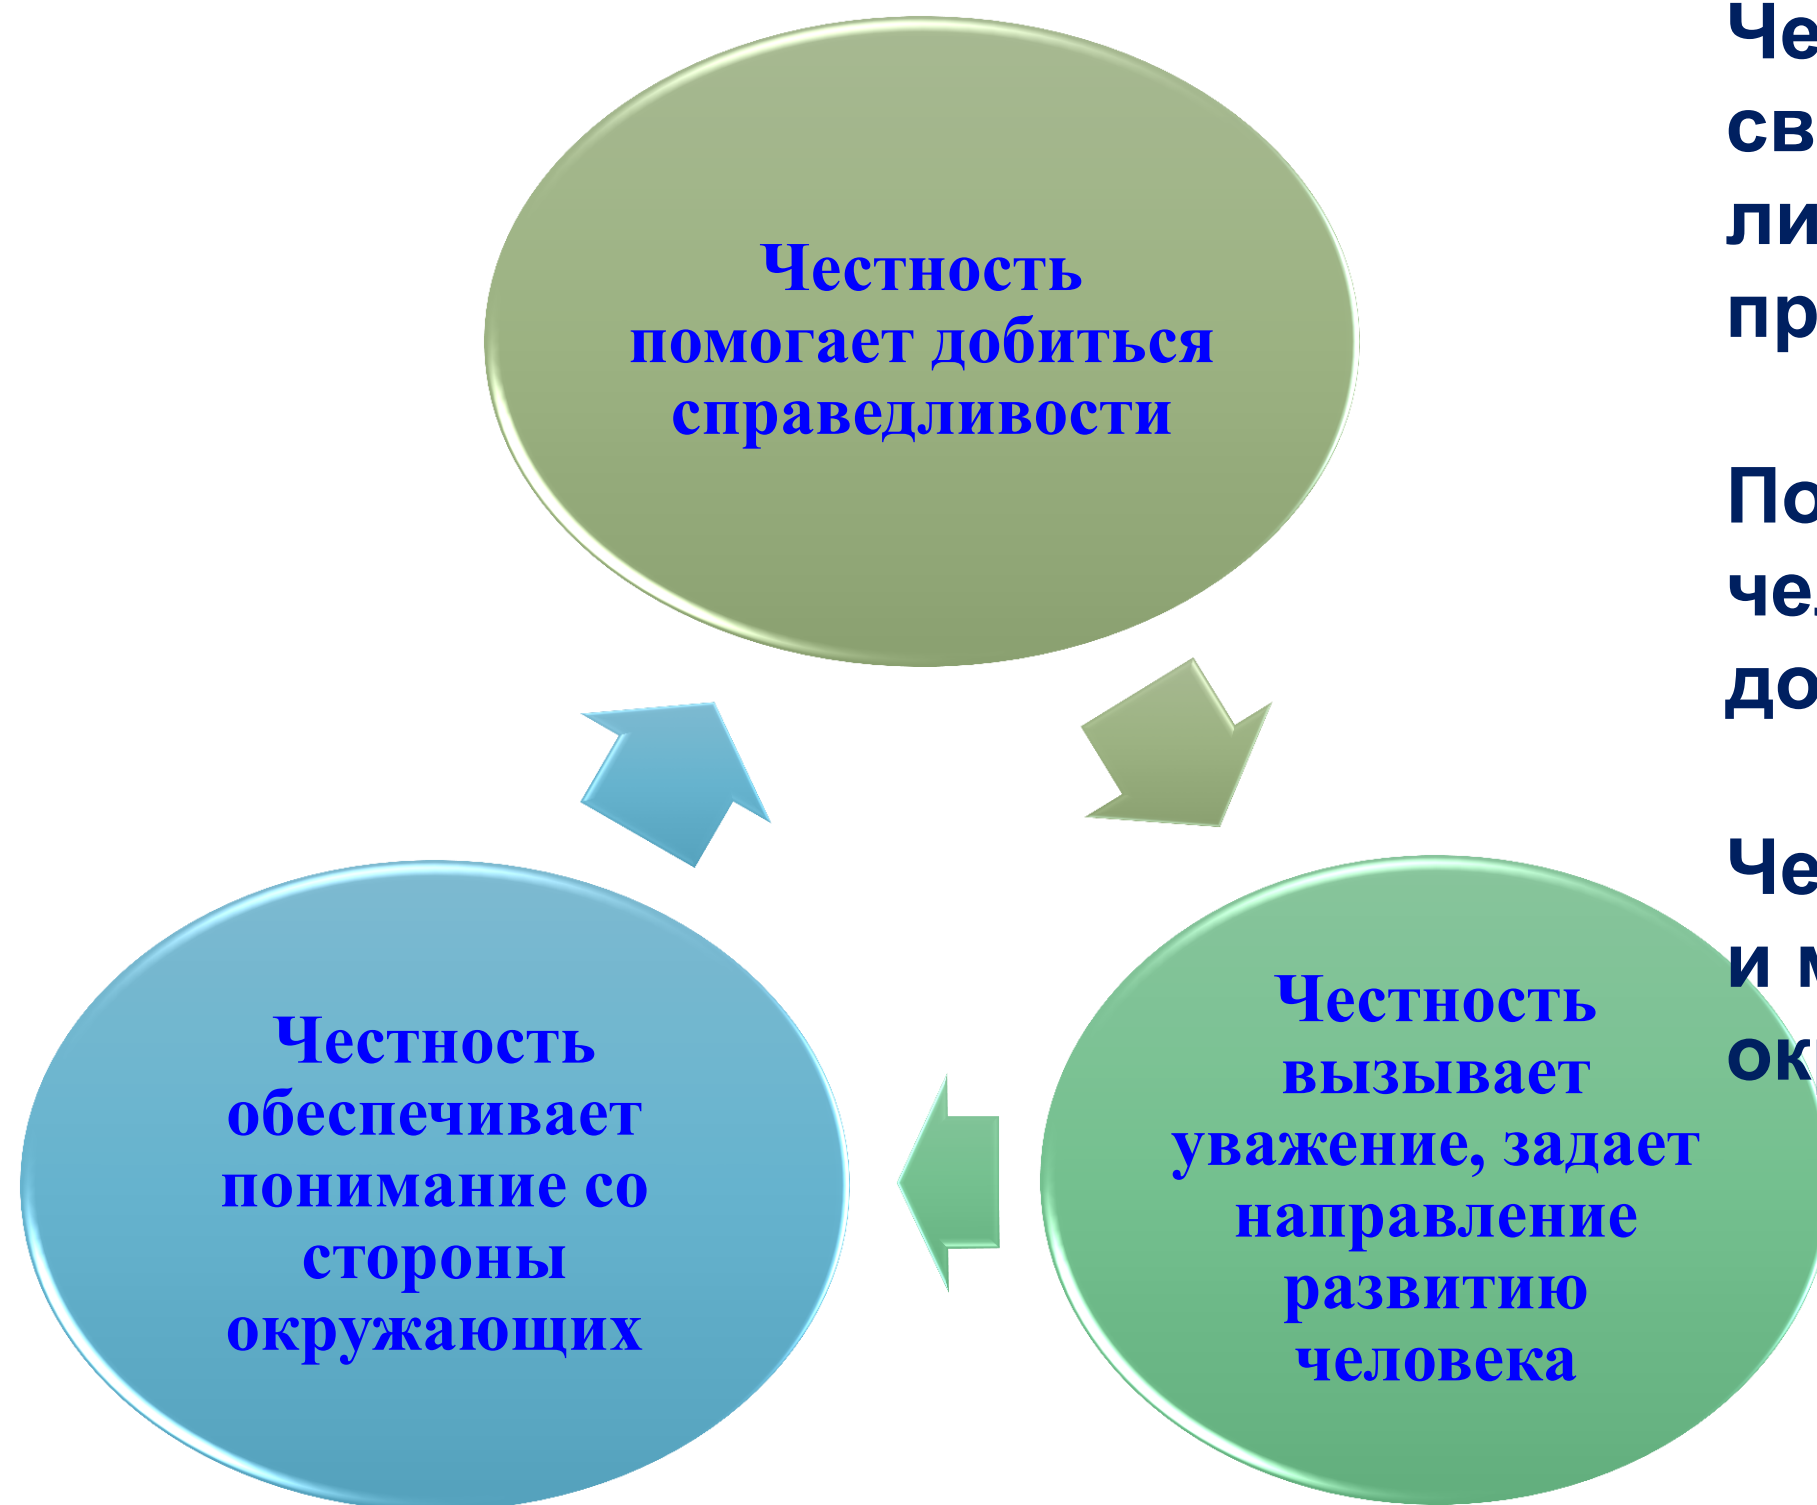 Честность
помогает добиться
справедливости
Честность
вызывает
уважение, задает
направление
развитию
человека
Честность
обеспечивает
понимание со
стороны
окружающих
и